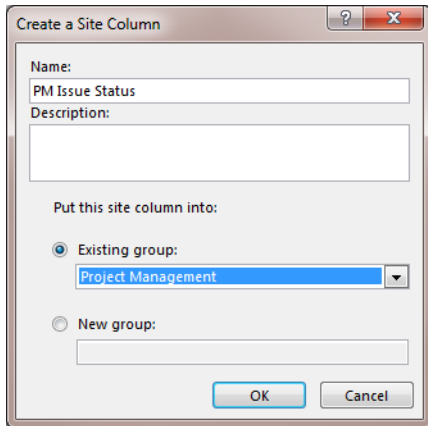 Create a Site Column
Name:
PM Issue Status
Description:
Put this site column into:
Existing group:
Project Management
New group:
OK Cancel